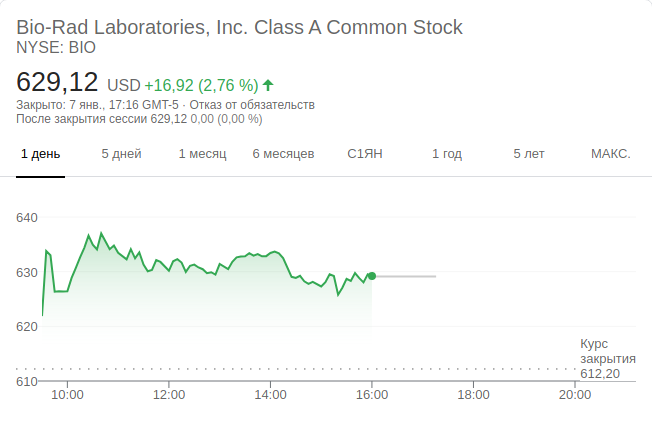 Bio-Rad Laboratories, Inc. Class A Common Stock
NYSE: BIO
629,12 USD +16,92 (2,76 %)
Закрыто: 7 янв., 17:16 GMT-5 · Отказ от обязательств
После закрытия сессии 629,12 0,00 (0,00 %)
1 день 5 дней 1 месяц 6 месяцев С1ЯН 1 год 5 лет МАКС.
640
630
620
Курс
закрытия
612,20
610
10:00 12:00 14:00 16:00 18:00 20:00